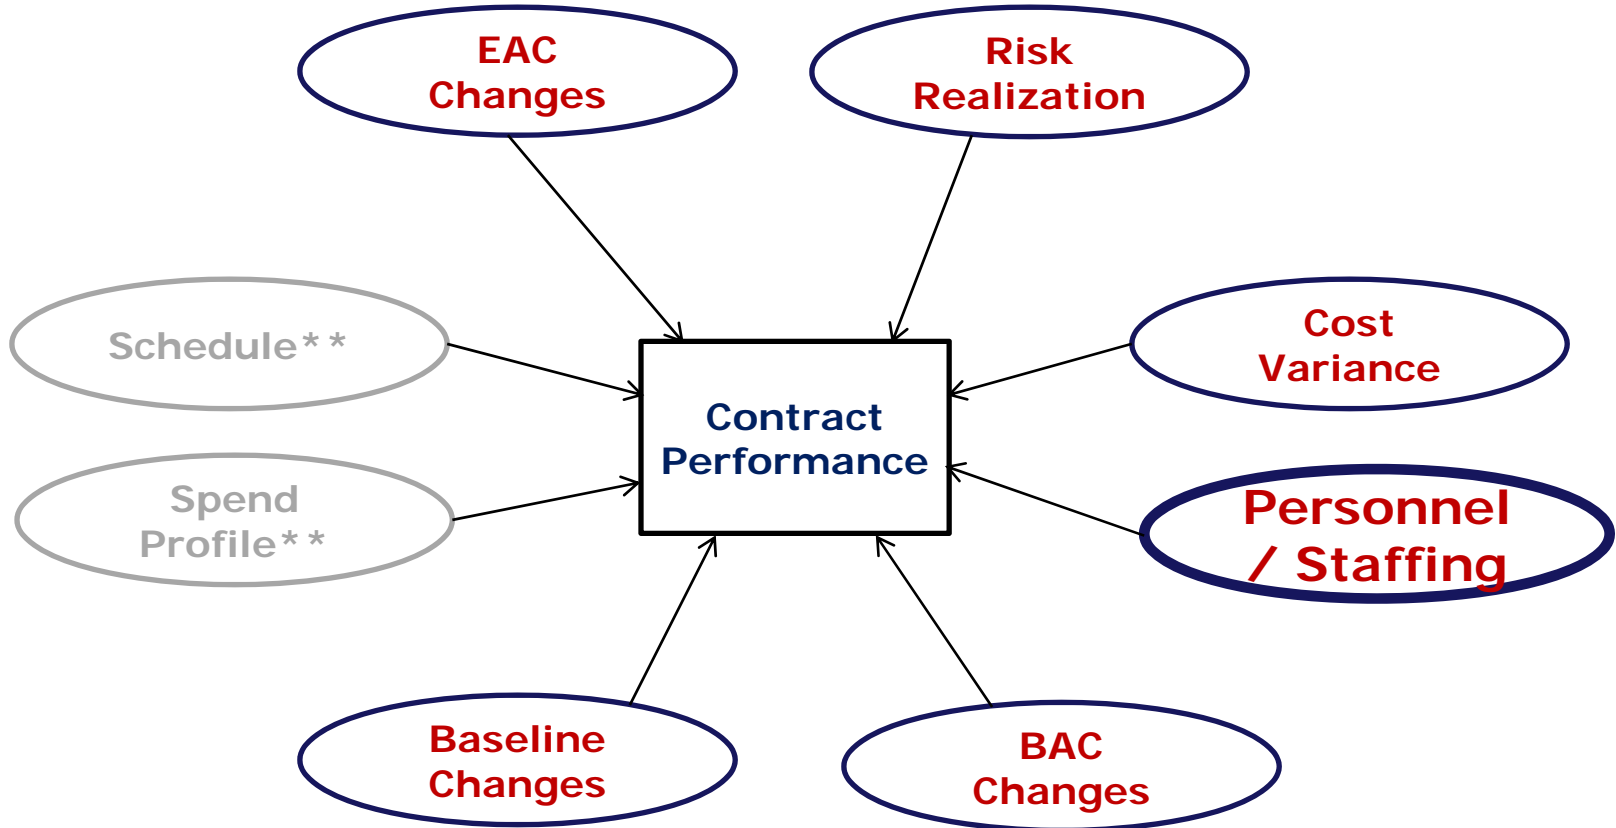 EAC
Changes
Risk
Realization
Schedule**
Cost
Variance
Contract
Performance
Spend
Profile**
Personnel
/ Staffing
Baseline
Changes
BAC
Changes